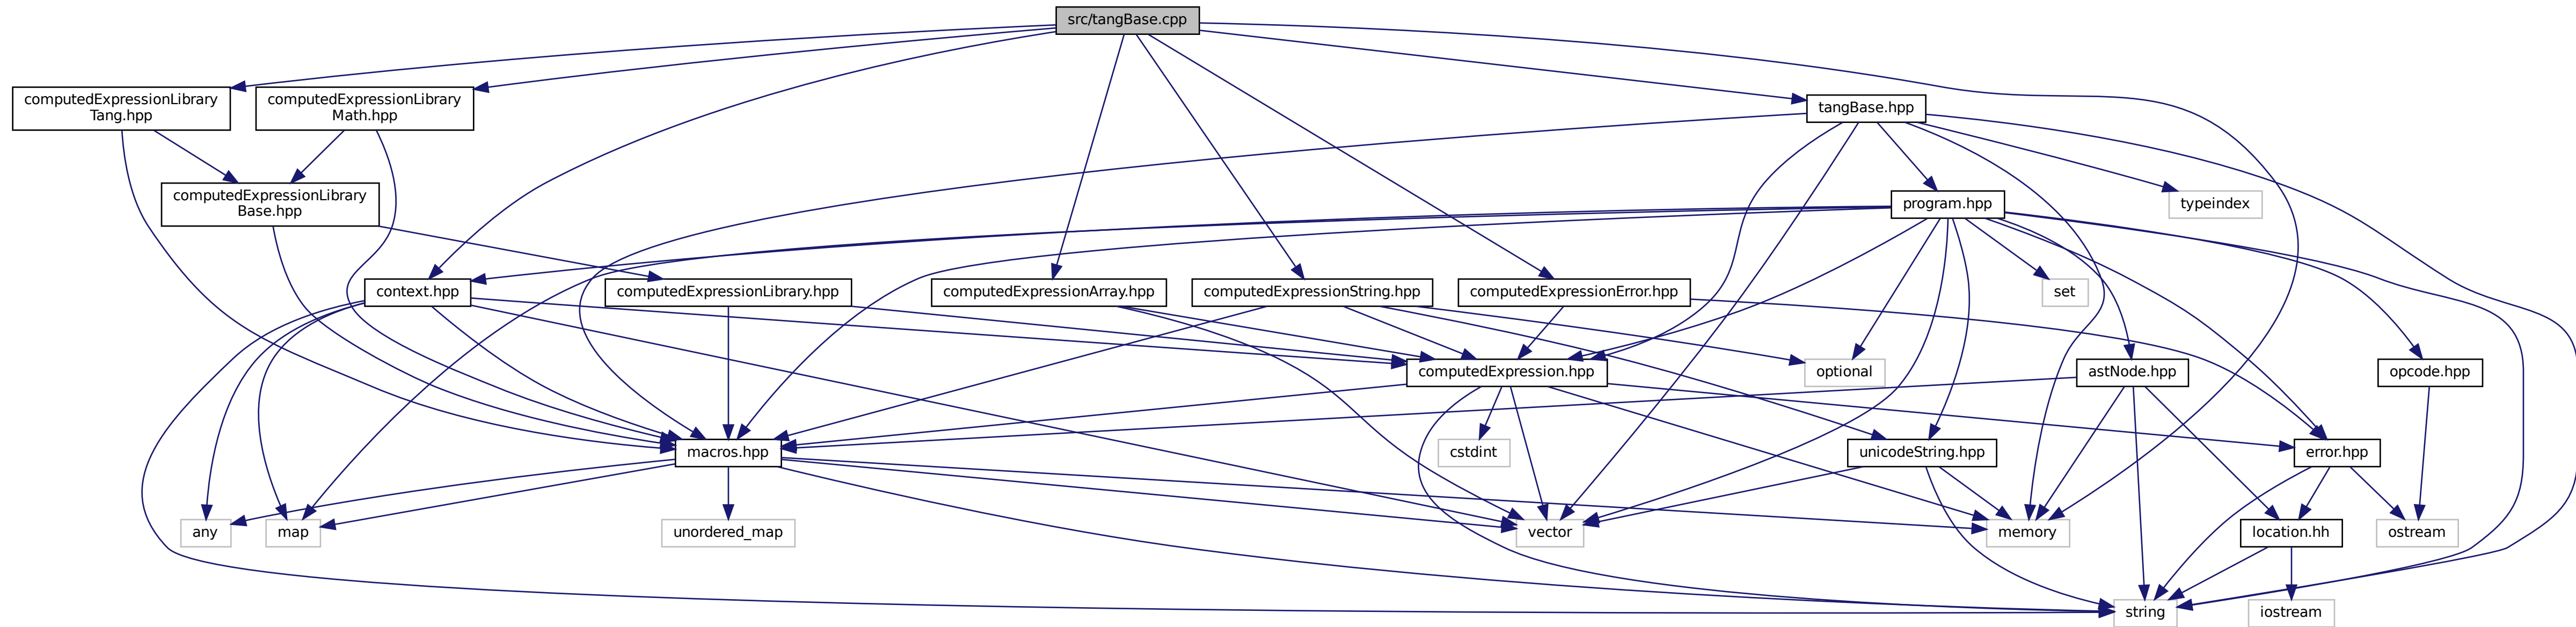 src/tangBase.cpp
computedExpressionLibrary
Tang.hpp
computedExpressionLibrary
Math.hpp
tangBase.hpp
computedExpressionLibrary
Base.hpp
program.hpp
typeindex
context.hpp
computedExpressionLibrary.hpp
computedExpressionArray.hpp
computedExpressionString.hpp
computedExpressionError.hpp
set
computedExpression.hpp
optional
astNode.hpp
opcode.hpp
macros.hpp
cstdint
unicodeString.hpp
error.hpp
any
map
unordered_map
vector
memory
location.hh
ostream
string
iostream